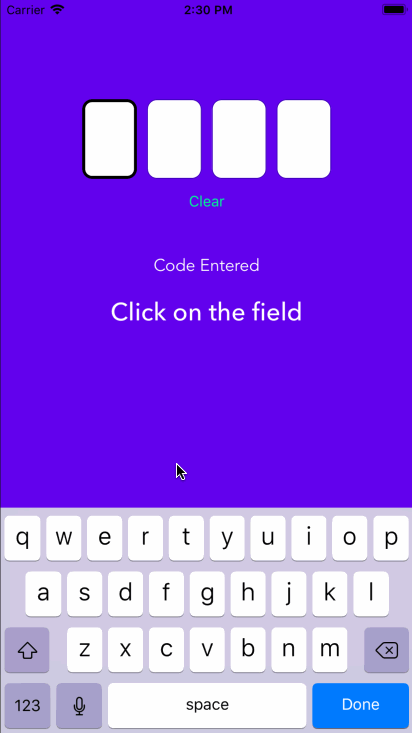 Carrier 2:30 PM
Clear
Code Entered
Click on the field
q w e r t y u i o p
a s d f g h j k l
z x c v b n m
123 space Done